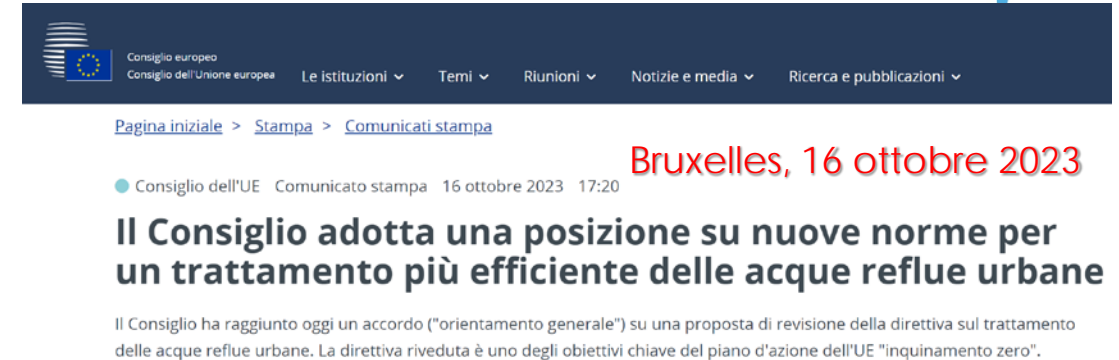 Consiglio europeo
Consiglio dell'Unione europea
Le istituzioni Temi Riunioni Notizie e media Ricerca e pubblicazioni
Pagina iniziale > Stampa > Comunicati stampa
Bruxelles, 16 ottobre 2023
Consiglio dell'UE Comunicato stampa 16 ottobre 2023 17:20
Il Consiglio adotta una posizione su nuove norme per
un trattamento più efficiente delle acque reflue urbane
Il Consiglio ha raggiunto oggi un accordo ("orientamento generale") su una proposta di revisione della direttiva sul trattamento
delle acque reflue urbane. La direttiva riveduta è uno degli obiettivi chiave del piano d'azione dell'UE "inquinamento zero".